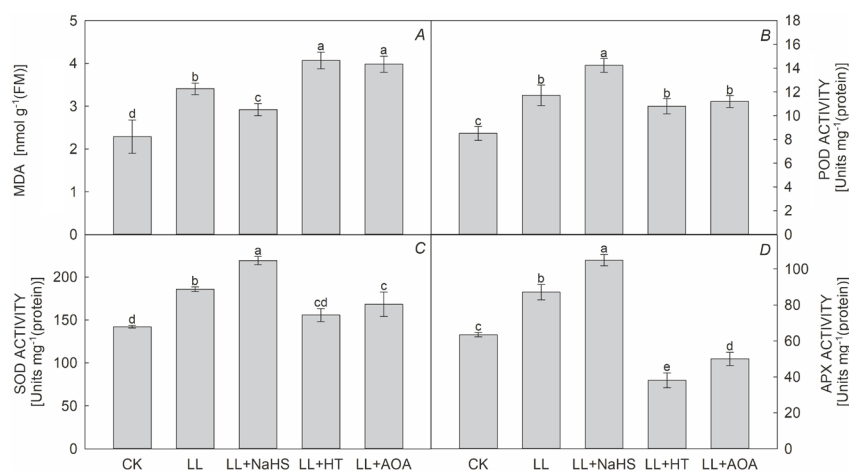 5
4
3
2
1
0
MDA [nmol g⁻¹(FM)]
A
d
b
c
a
a
18
16
14
12
10
8
6
4
2
0
POD ACTIVITY
[Units mg⁻¹(protein)]
B
c
b
a
b
b
200
150
100
50
0
SOD ACTIVITY
[Units mg⁻¹(protein)]
C
d
b
a
cd
c
100
80
60
40
20
0
APX ACTIVITY
[Units mg⁻¹(protein)]
D
c
b
a
e
d
CK LL LL+NaHS LL+HT LL+AOA
CK LL LL+NaHS LL+HT LL+AOA